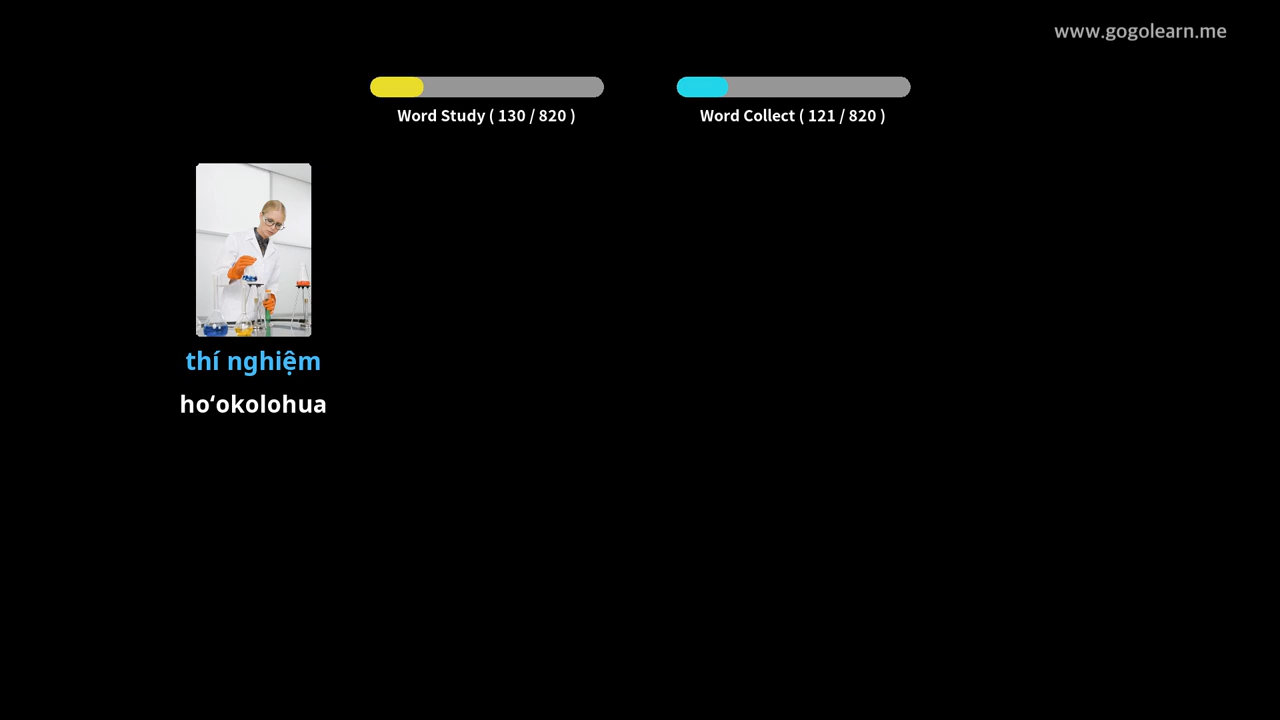 www.gogolearn.me
Word Study ( 130 / 820 )
Word Collect ( 121 / 820 )
thí nghiệm
hoʻokolohua